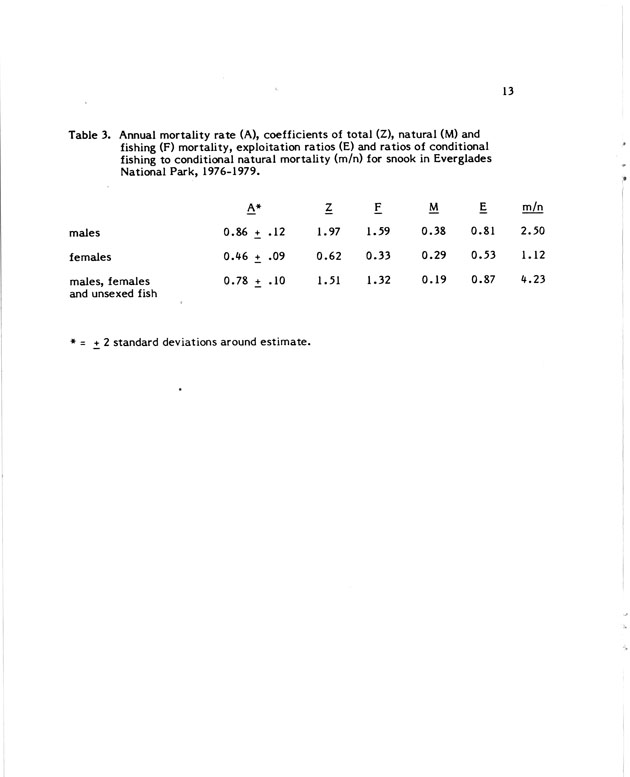 13
Table 3. Annual mortality rate (A), coefficients of total (Z), natural (M) and
fishing (F) mortality, exploitation ratios (E) and ratios of conditional
fishing to conditional natural mortality (m/n) for snook in Everglades
National Park, 1976-1979.
A* Z F M E m/n
males 0.86 ± .12 1.97 1.59 0.38 0.81 2.50
females 0.46 ± .09 0.62 0.33 0.29 0.53 1.12
males, females 0.78 ± .10 1.51 1.32 0.19 0.87 4.23
and unsexed fish
* = ± 2 standard deviations around estimate.